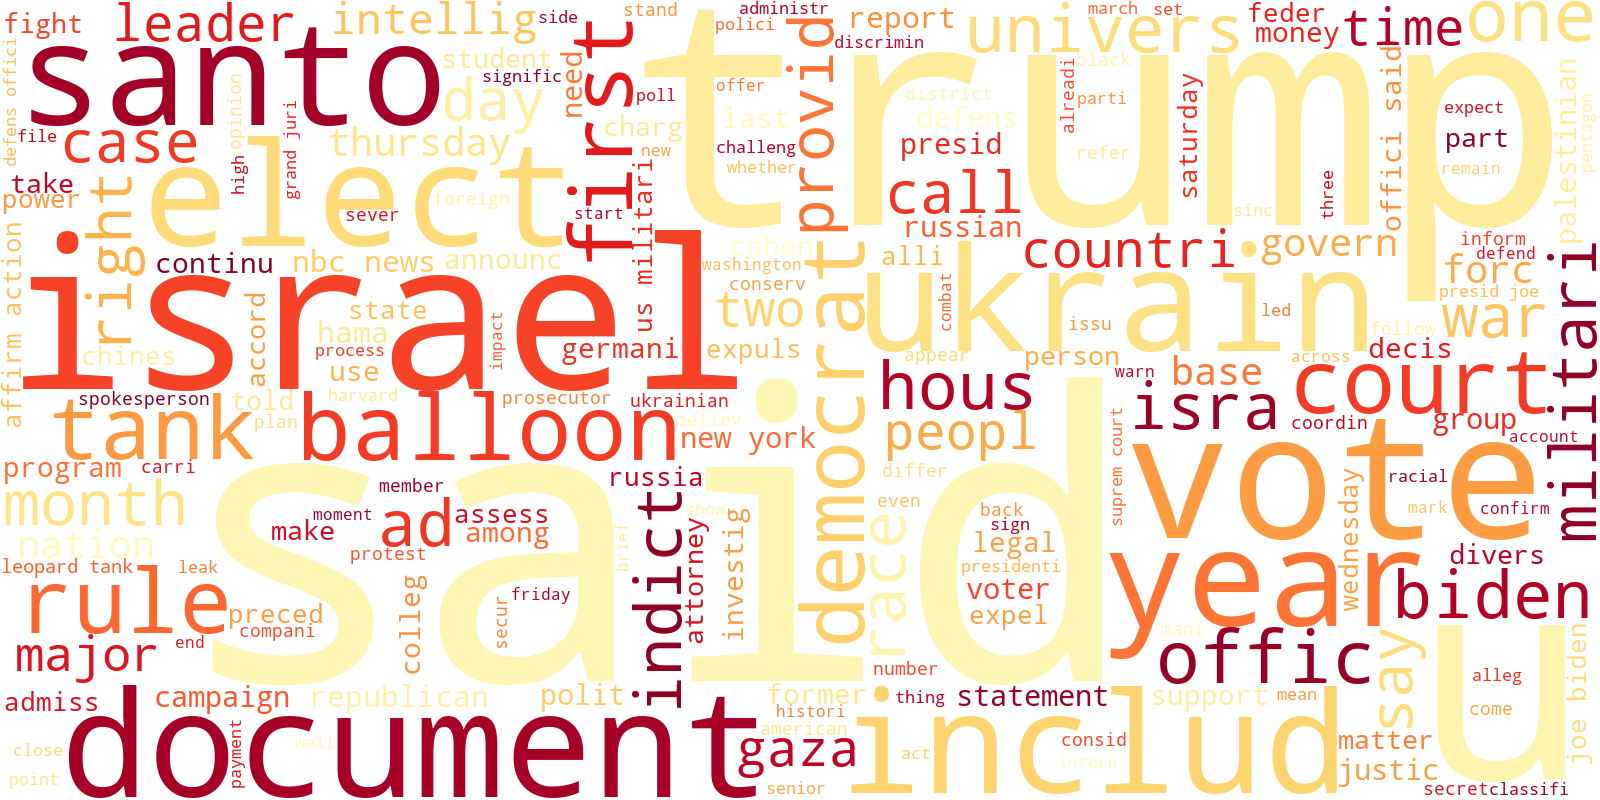 fight
leader
intellig
side
stand
administr
polici
report
discrimin
univers
march
set
feder
money
time
one
santo
student
signific
day
need
first
poll
offer
provid
trump
black
district
defens
alreadi
parti
saturday
offici said
expect
part
palestinian
pentagon
defens offici
file
case
opinion
grand juri
high
elect
thursday
charg
last
new
challeng
whether
presid
call
refer
three
remain
take
power
right
sever
foreign
start
us militari
russian
sinc
countri
govern
inform
defend
forc
affirm action
continu
nbc news
announc
cohen
washington
conserv
democrat
alli
ukrain
combat
issu
led
presid joe
militari
israel
accord
state
hama
process
impact
chines
use
germani
two
expuls
appear
person
across
follow
war
decis
spokesperson
told
plan
harvard
prosecutor
ukrainian
believ
hous
warn
base
court
tank
balloon
new york
peopl
isra
coordin
group
account
program
carri
member
russia
differ
suprem court
vote
racial
month
moment
make
ad
assess
among
show
even
race
back
sign
legal
wednesday
mark
confirm
nation
protest
indict
attorney
investig
brief
presidenti
divers
leopard tank
leak
said
voter
year
biden
rule
preced
compani
colleg
secur
friday
expel
mani
major
end
number
offic
say
u
joe biden
alleg
admiss
campaign
republican
polit
former
thing
statement
support
mean
come
document
histori
american
includ
close
payment
well
gaza
act
consid
intern
matter
justic
point
senior
secret
classifi